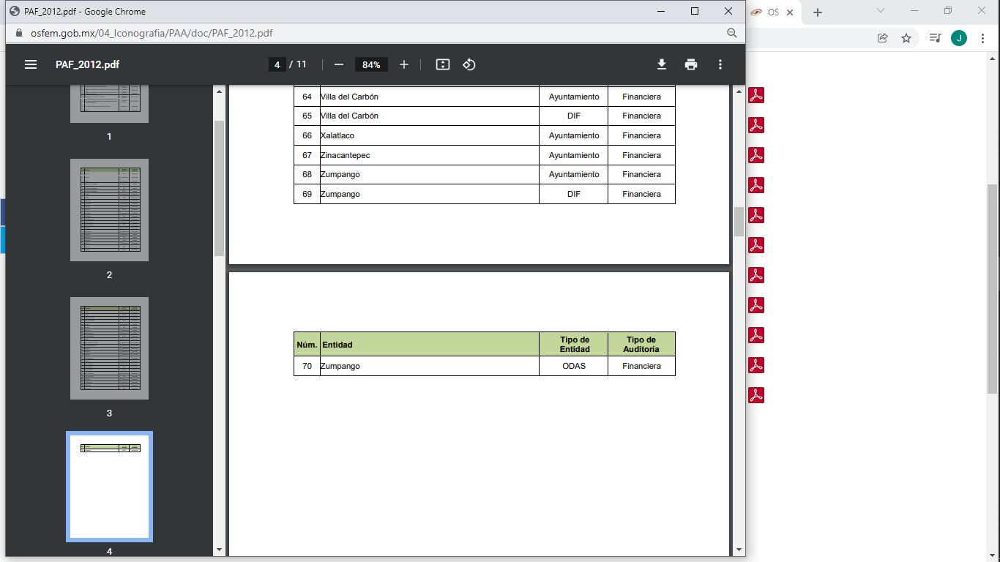 PAF_2012.pdf - Google Chrome
OS
osfem.gob.mx/04_Iconografia/PAA/doc/PAF_2012.pdf
J
PAF_2012.pdf
4 / 11
84%
1
2
3
4
64 Villa del Carbón Ayuntamiento Financiera
65 Villa del Carbón DIF Financiera
66 Xalatlaco Ayuntamiento Financiera
67 Zinacantepec Ayuntamiento Financiera
68 Zumpango Ayuntamiento Financiera
69 Zumpango DIF Financiera
Núm. Entidad Tipo de Entidad Tipo de Auditoría
70 Zumpango ODAS Financiera